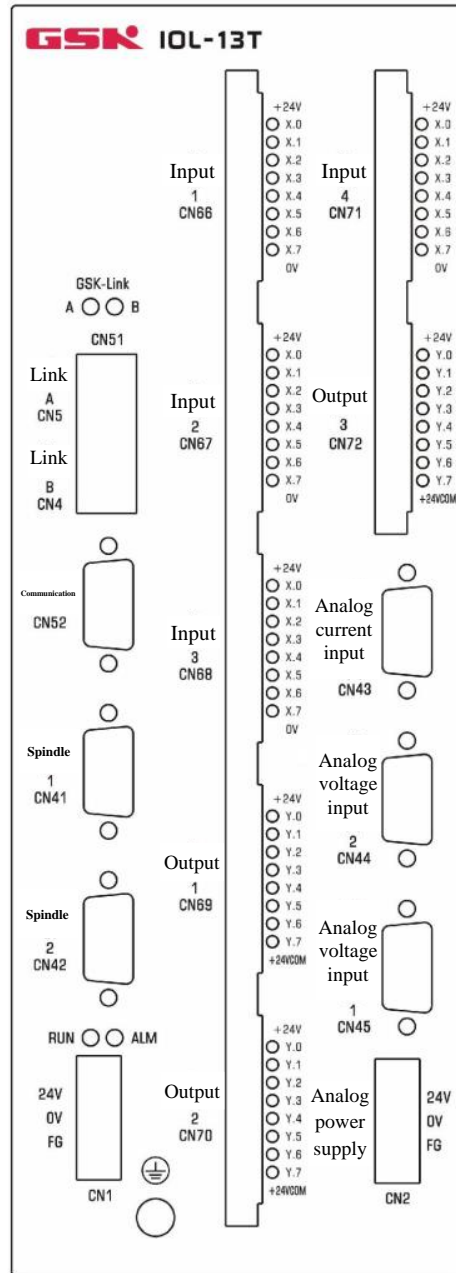 GSK IOL-13T
GSK-Link
A B
CN51
Link
A
CN5
Link
B
CN4
Communication
CN52
Spindle
1
CN41
Spindle
2
CN42
RUN ALM
24V
0V
FG
CN1
Input
1
CN66
+24V
X.0
X.1
X.2
X.3
X.4
X.5
X.6
X.7
0V
Input
2
CN67
+24V
X.0
X.1
X.2
X.3
X.4
X.5
X.6
X.7
0V
Input
3
CN68
+24V
X.0
X.1
X.2
X.3
X.4
X.5
X.6
X.7
0V
Output
1
CN69
+24V
Y.0
Y.1
Y.2
Y.3
Y.4
Y.5
Y.6
Y.7
+24VCOM
Output
2
CN70
+24V
Y.0
Y.1
Y.2
Y.3
Y.4
Y.5
Y.6
Y.7
+24VCOM
Input
4
CN71
+24V
X.0
X.1
X.2
X.3
X.4
X.5
X.6
X.7
0V
Output
3
CN72
+24V
Y.0
Y.1
Y.2
Y.3
Y.4
Y.5
Y.6
Y.7
+24VCOM
Analog
current
input
CN43
Analog
voltage
input
2
CN44
Analog
voltage
input
1
CN45
Analog
power
supply
24V
0V
FG
CN2